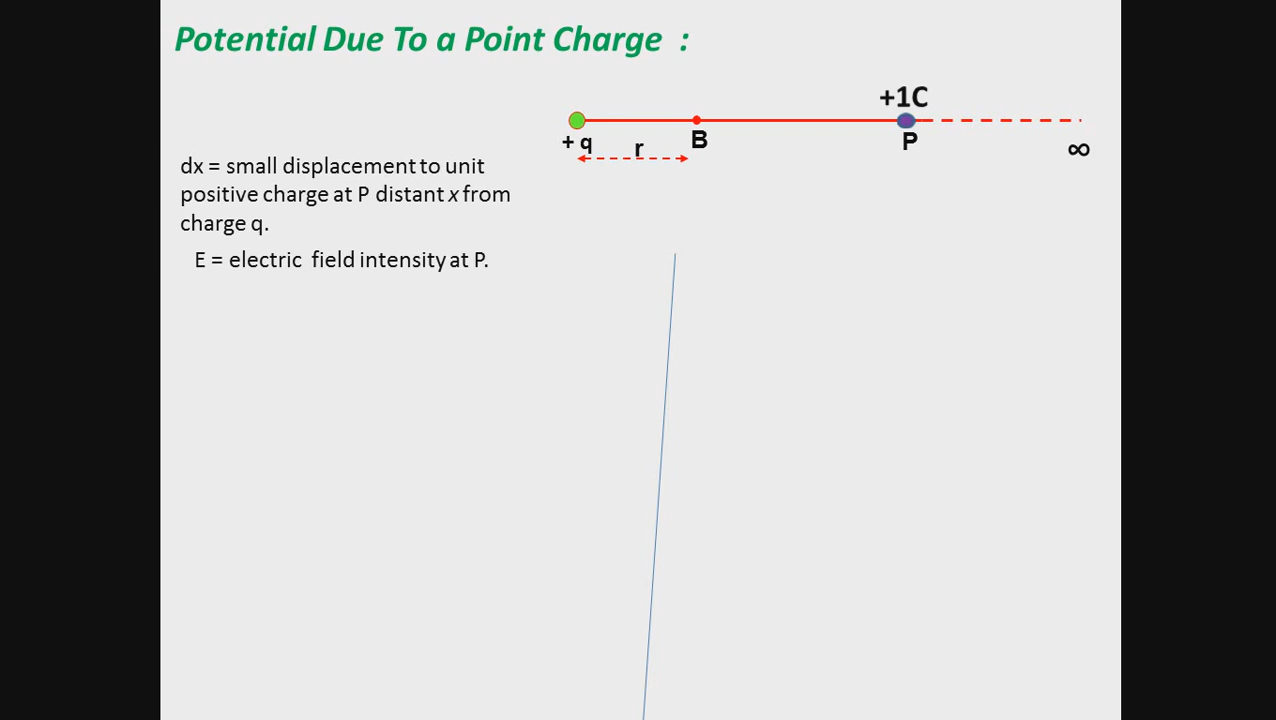 Potential Due To a Point Charge :
+1C
+ q
r
B
P
∞
dx = small displacement to unit
positive charge at P distant x from
charge q.
E = electric field intensity at P.